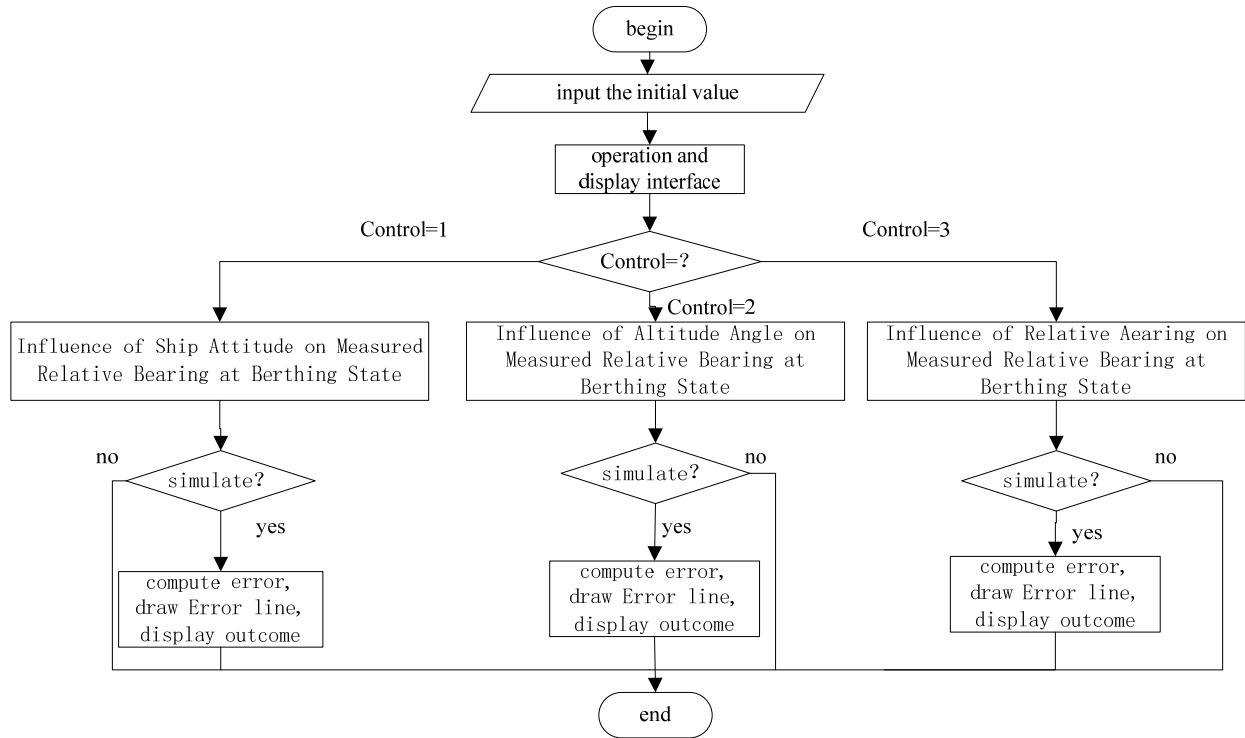 begin
input the initial value
operation and
display interface
Control=1
Control=3
Control=?
Control=2
Influence of Ship Attitude on Measured
Relative Bearing at Berthing State
Influence of Altitude Angle on
Measured Relative Bearing at
Berthing State
Influence of Relative Aearing on
Measured Relative Bearing at
Berthing State
no
simulate?
yes
simulate?
no
yes
simulate?
no
yes
compute error,
draw Error line,
display outcome
compute error,
draw Error line,
display outcome
compute error,
draw Error line,
display outcome
end